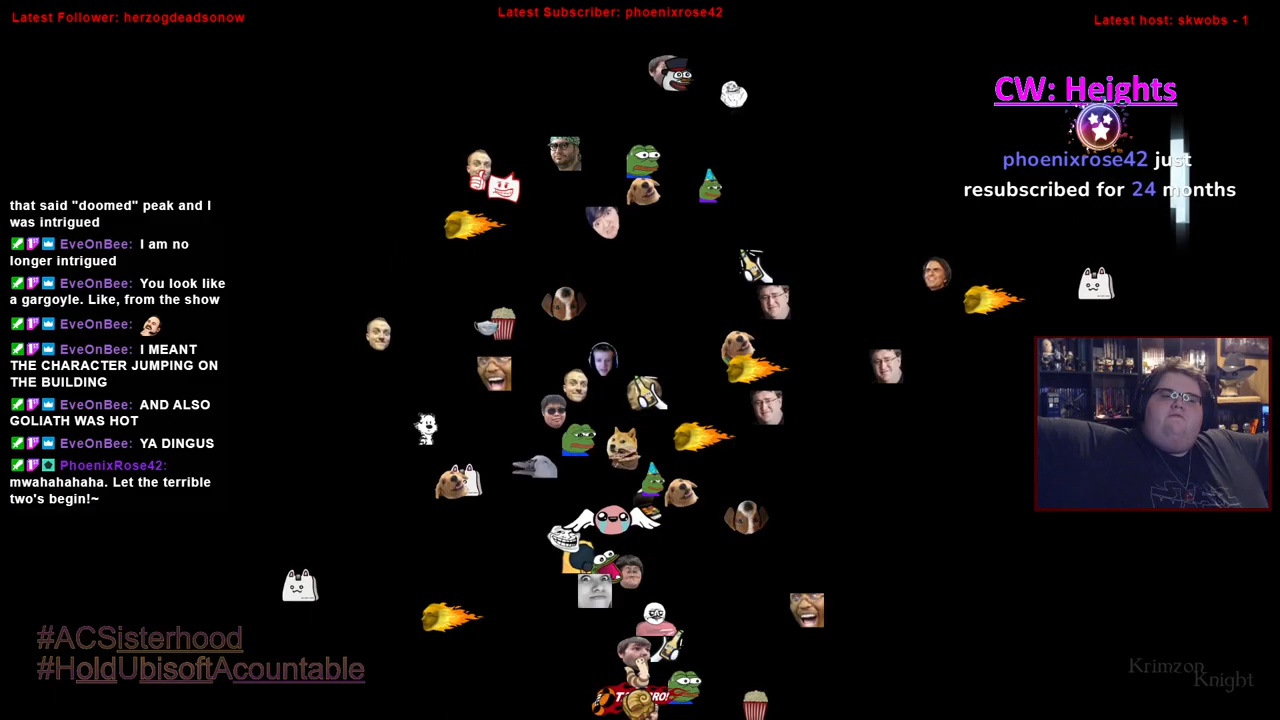 Latest Follower: herzogdeadsonow
Latest Subscriber: phoenixrose42
Latest host: skwobs - 1
CW: Heights
phoenixrose42 just
resubscribed for 24 months
that said "doomed" peak and I
was intrigued
EveOnBee: I am no
longer intrigued
EveOnBee: You look like
a gargoyle. Like, from the show
EveOnBee:
EveOnBee: I MEANT
THE CHARACTER JUMPING ON
THE BUILDING
EveOnBee: AND ALSO
GOLIATH WAS HOT
EveOnBee: YA DINGUS
PhoenixRose42:
mwahahahaha. Let the terrible
two's begin!~
#ACSisterhood
#HoldUbisoftAcountable
Krimzon
Knight